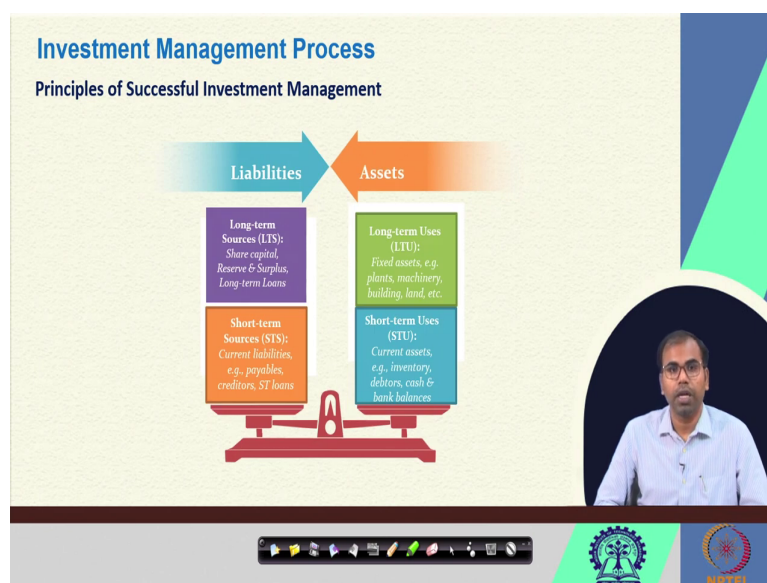 Investment Management Process
Principles of Successful Investment Management
Liabilities
Assets
Long-term
Sources (LTS):
Share capital,
Reserve & Surplus,
Long-term Loans
Short-term
Sources (STS):
Current liabilities,
e.g., payables,
creditors, ST loans
Long-term Uses
(LTU):
Fixed assets, e.g.
plants, machinery,
building, land, etc.
Short-term Uses
(STU):
Current assets,
e.g., inventory,
debtors, cash &
bank balances
NPTEL